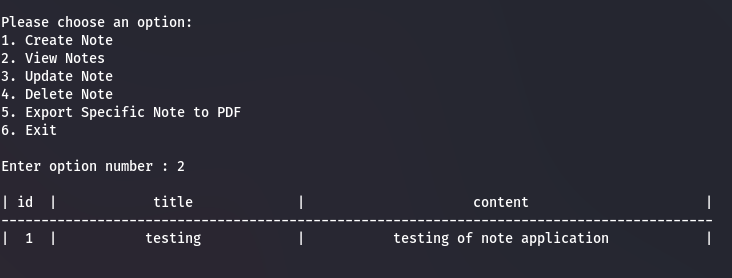 Please choose an option:
1. Create Note
2. View Notes
3. Update Note
4. Delete Note
5. Export Specific Note to PDF
6. Exit
Enter option number : 2
| id | title | content |
-----------------------------------------------------------------------------------------
| 1 | testing | testing of note application |